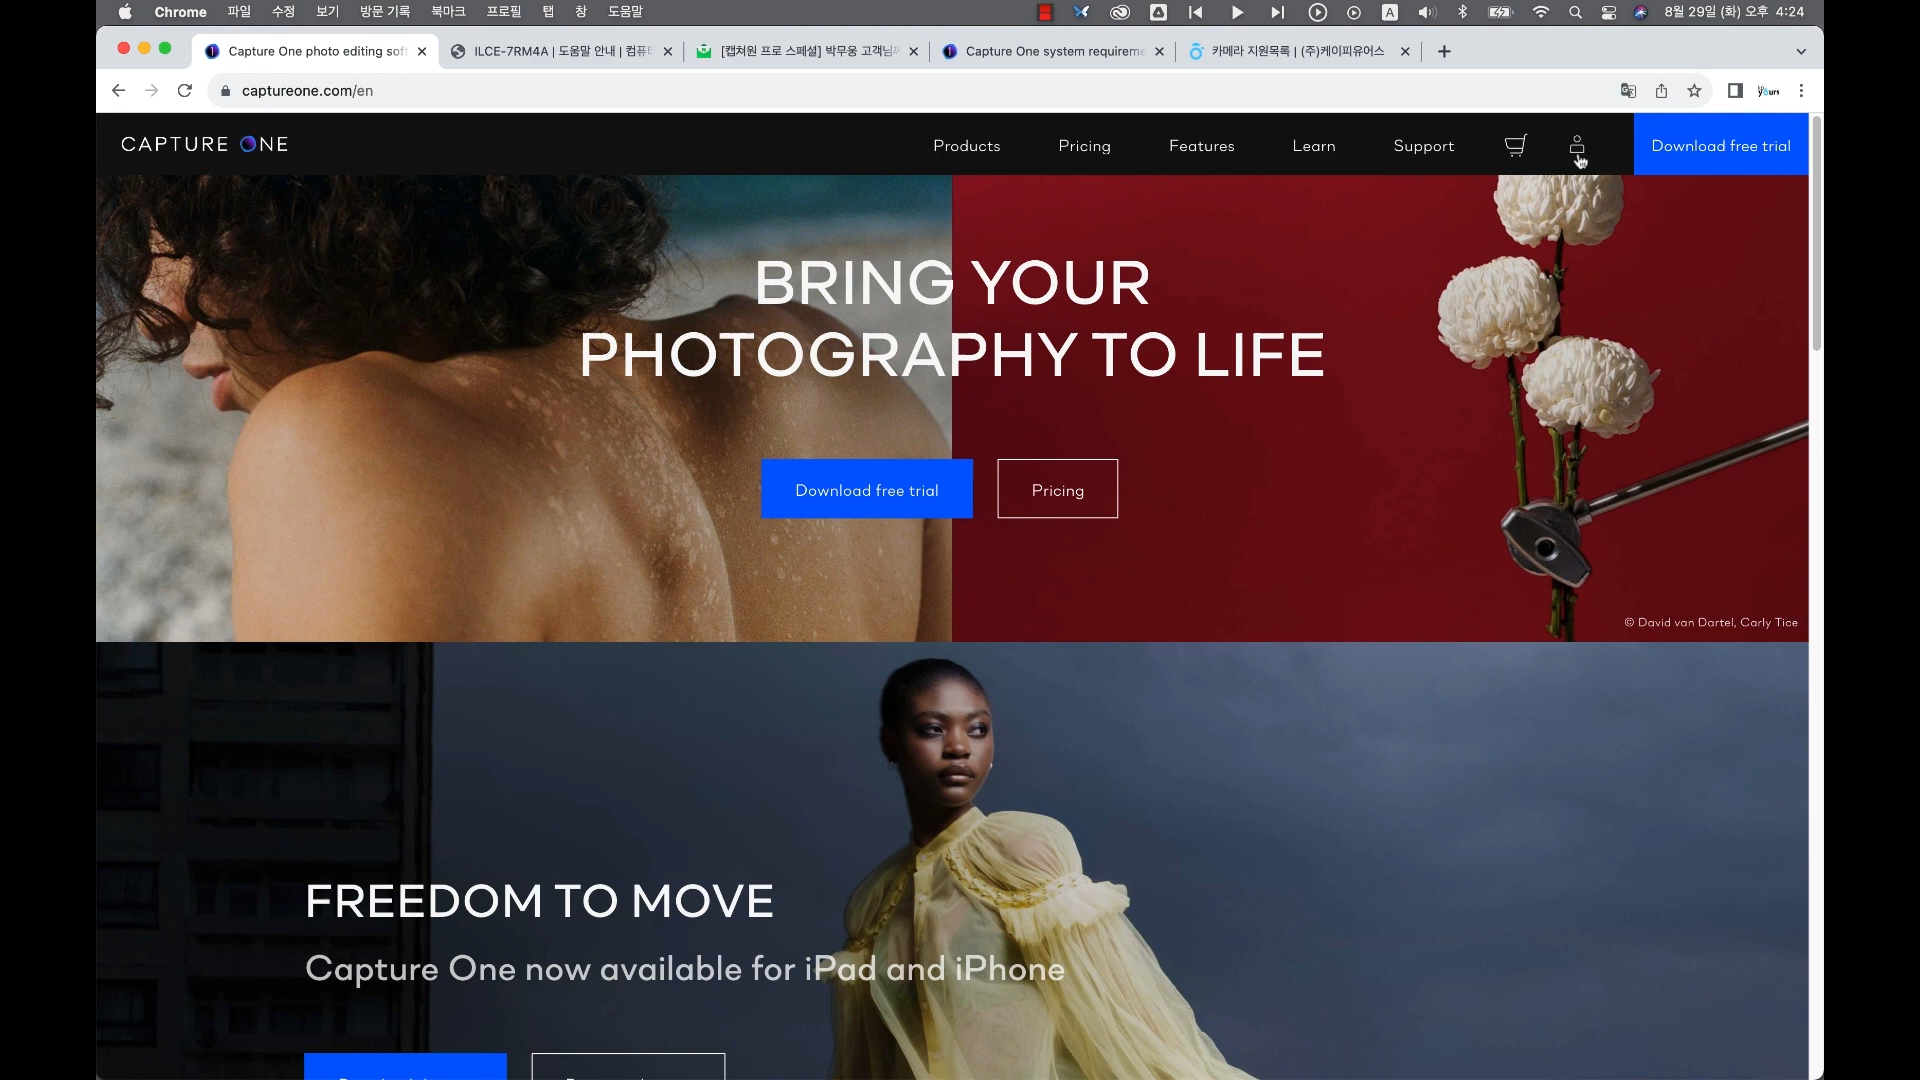 Chrome 파일 수정 보기 방문 기록 북마크 프로필 탭 창 도움말 A 8월 29일 (화) 오후 4:24
Capture One photo editing soft ILCE-7RM4A | 도움말 안내 | 컴퓨터 [캡쳐원 프로 스페셜] 박무웅 고객님께 Capture One system requireme 카메라 지원목록 | (주)케이피유어스
captureone.com/en
CAPTURE ONE Products Pricing Features Learn Support Download free trial
BRING YOUR
PHOTOGRAPHY TO LIFE
Download free trial Pricing
© David van Dartel, Carly Tice
FREEDOM TO MOVE
Capture One now available for iPad and iPhone